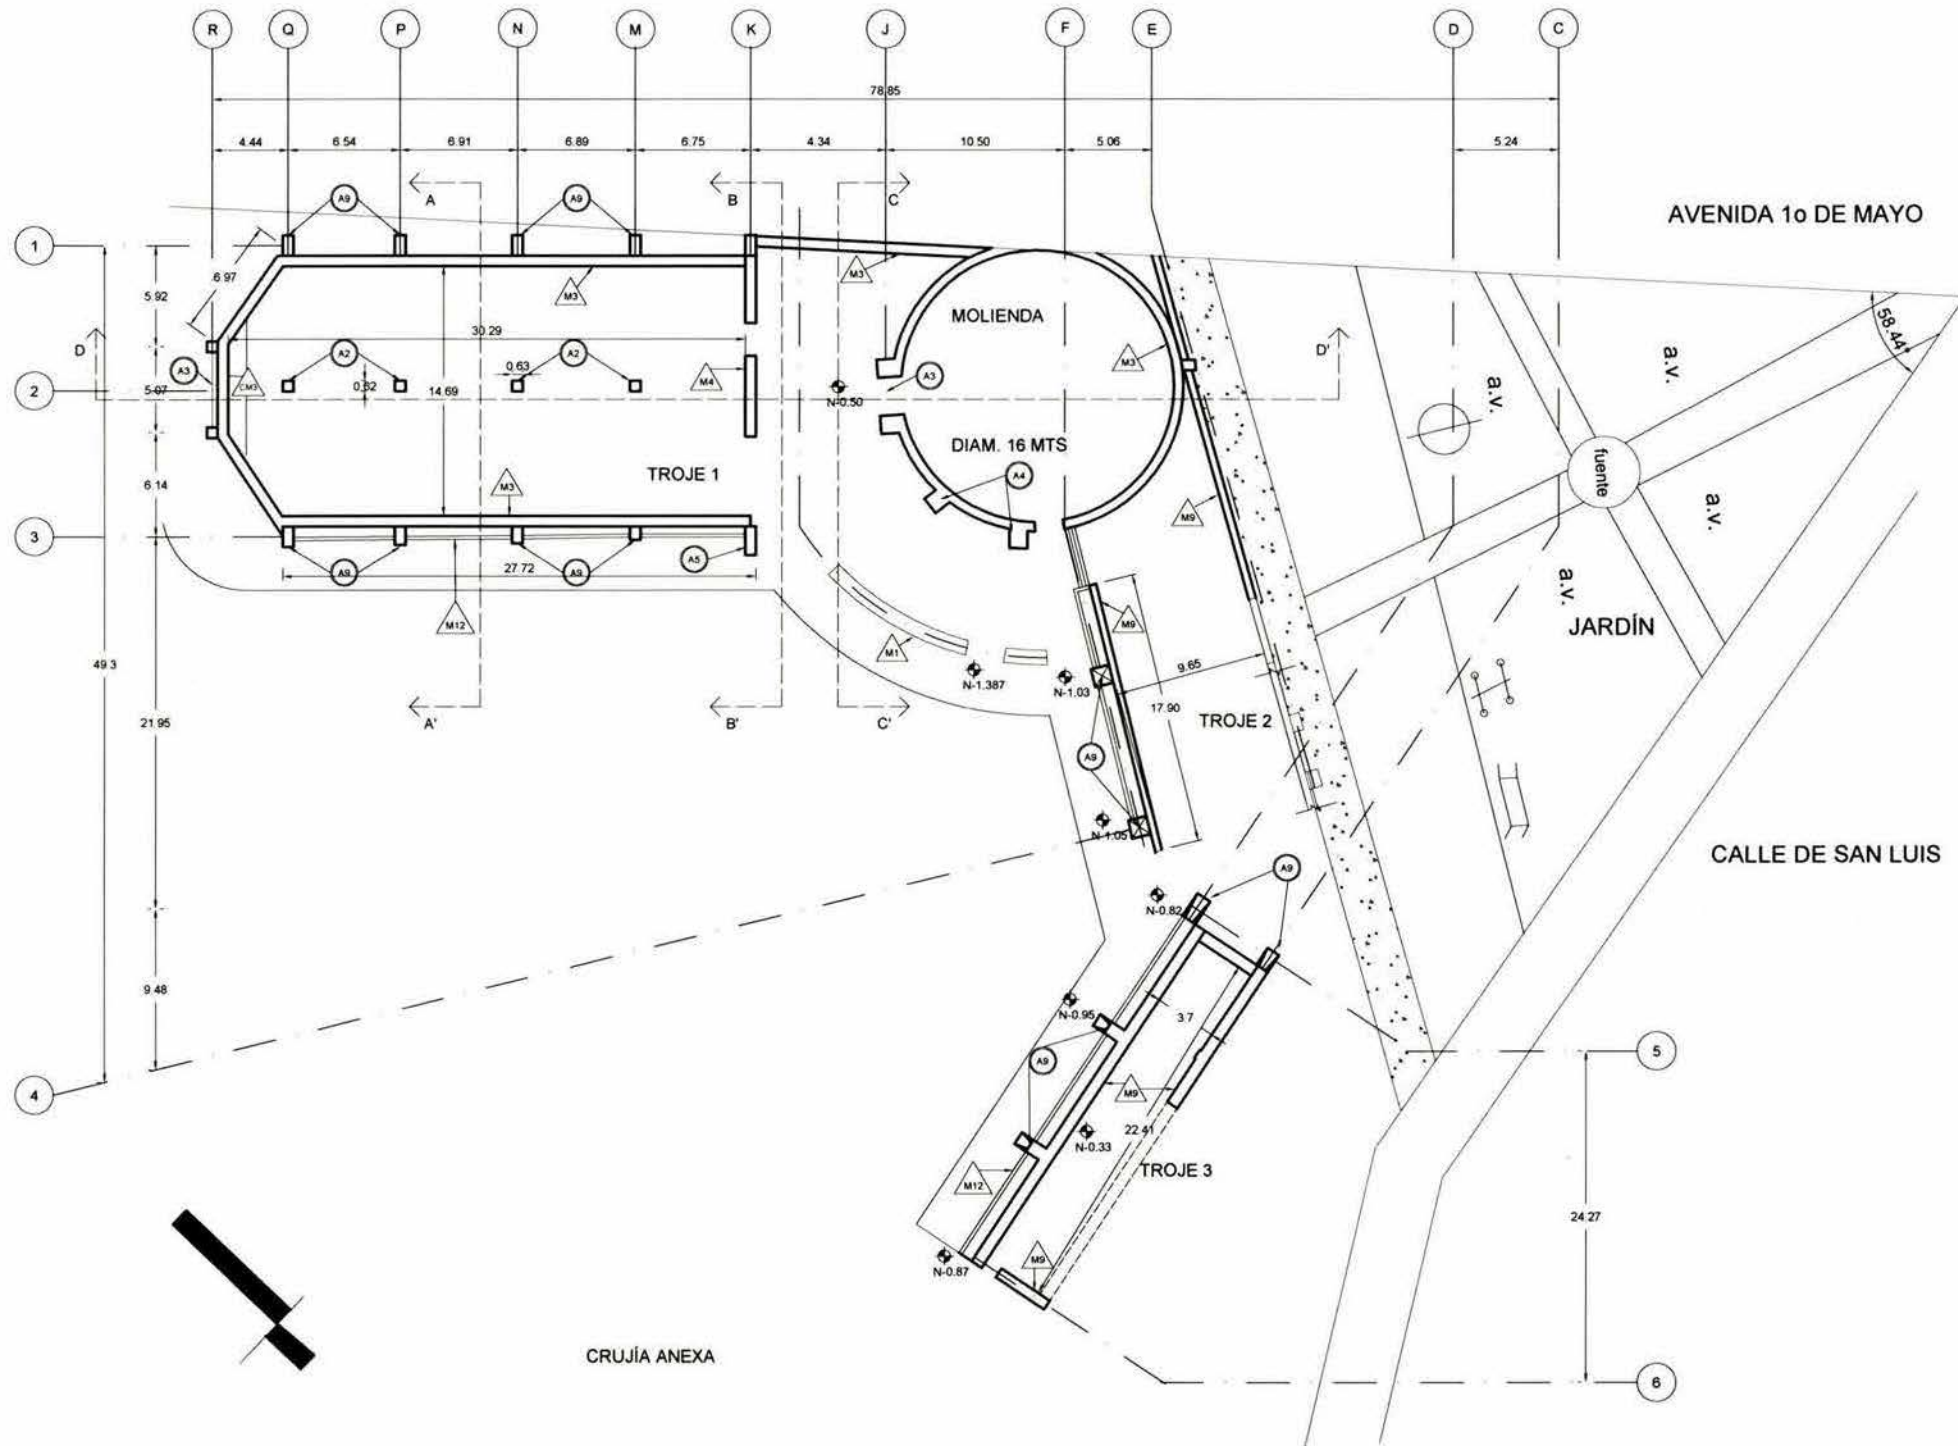 R Q P N M K J F E D C
78.85
4.44 6.54 6.91 6.89 6.75 4.34 10.50 5.06 5.24
AVENIDA 1o DE MAYO
A9 A A9 B C
1
6.97 M3 M3
5.92
MOLIENDA
58.44°
30.29
D A2 0.63 A2 M3 D' a.v.
A3 CM3 0.62 M4 A3 a.v.
2 5.07 14.69 N-0.50
DIAM. 16 MTS
fuente
6.14 M3 TROJE 1 A4 a.v.
M9
3
A9 27.72 A9 A5
a.v.
M12 M9 JARDÍN
M1
49.3
9.65
N-1.387 N-1.03
21.95 A' B' C' 17.90 TROJE 2
A9
N-1.05
CALLE DE SAN LUIS
A9
N-0.82
9.48
N-0.95 3.7
5
A9
4 M9
22.41
N-0.33
TROJE 3
M12
24.27
M9
N-0.87
CRUJÍA ANEXA
6